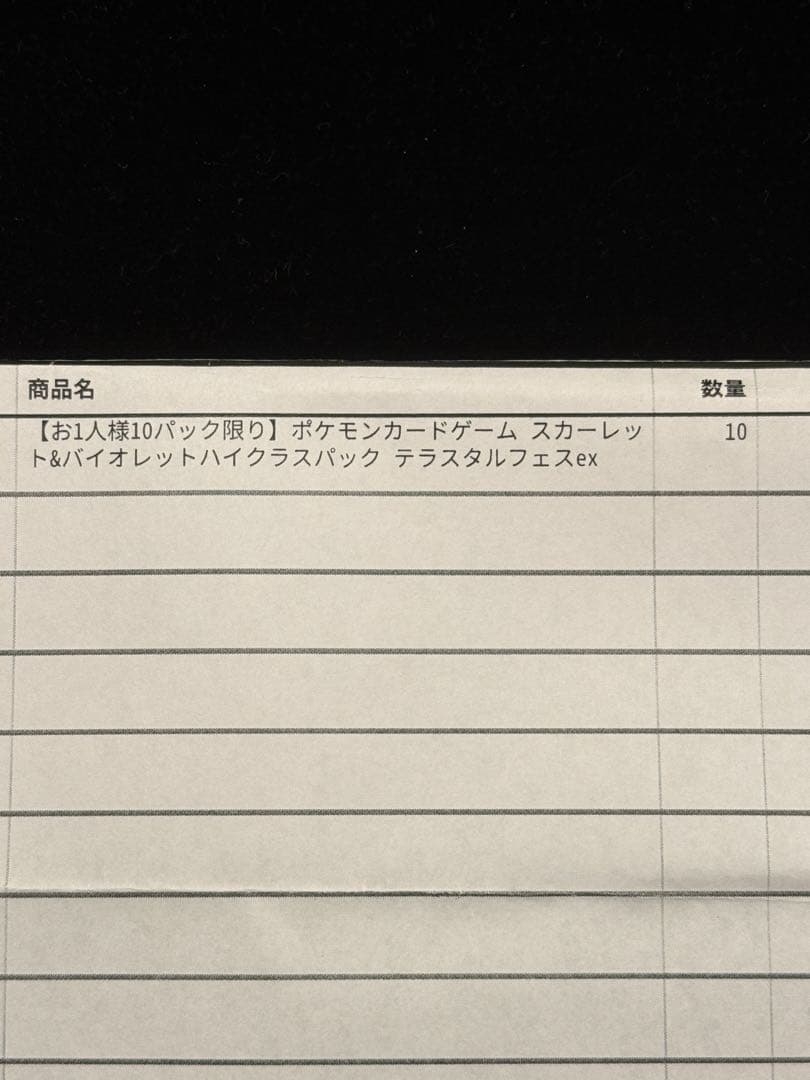 商品名 数量
【お1人様10パック限り】ポケモンカードゲーム スカーレッ 10
ト&バイオレットハイクラスパック テラスタルフェスex